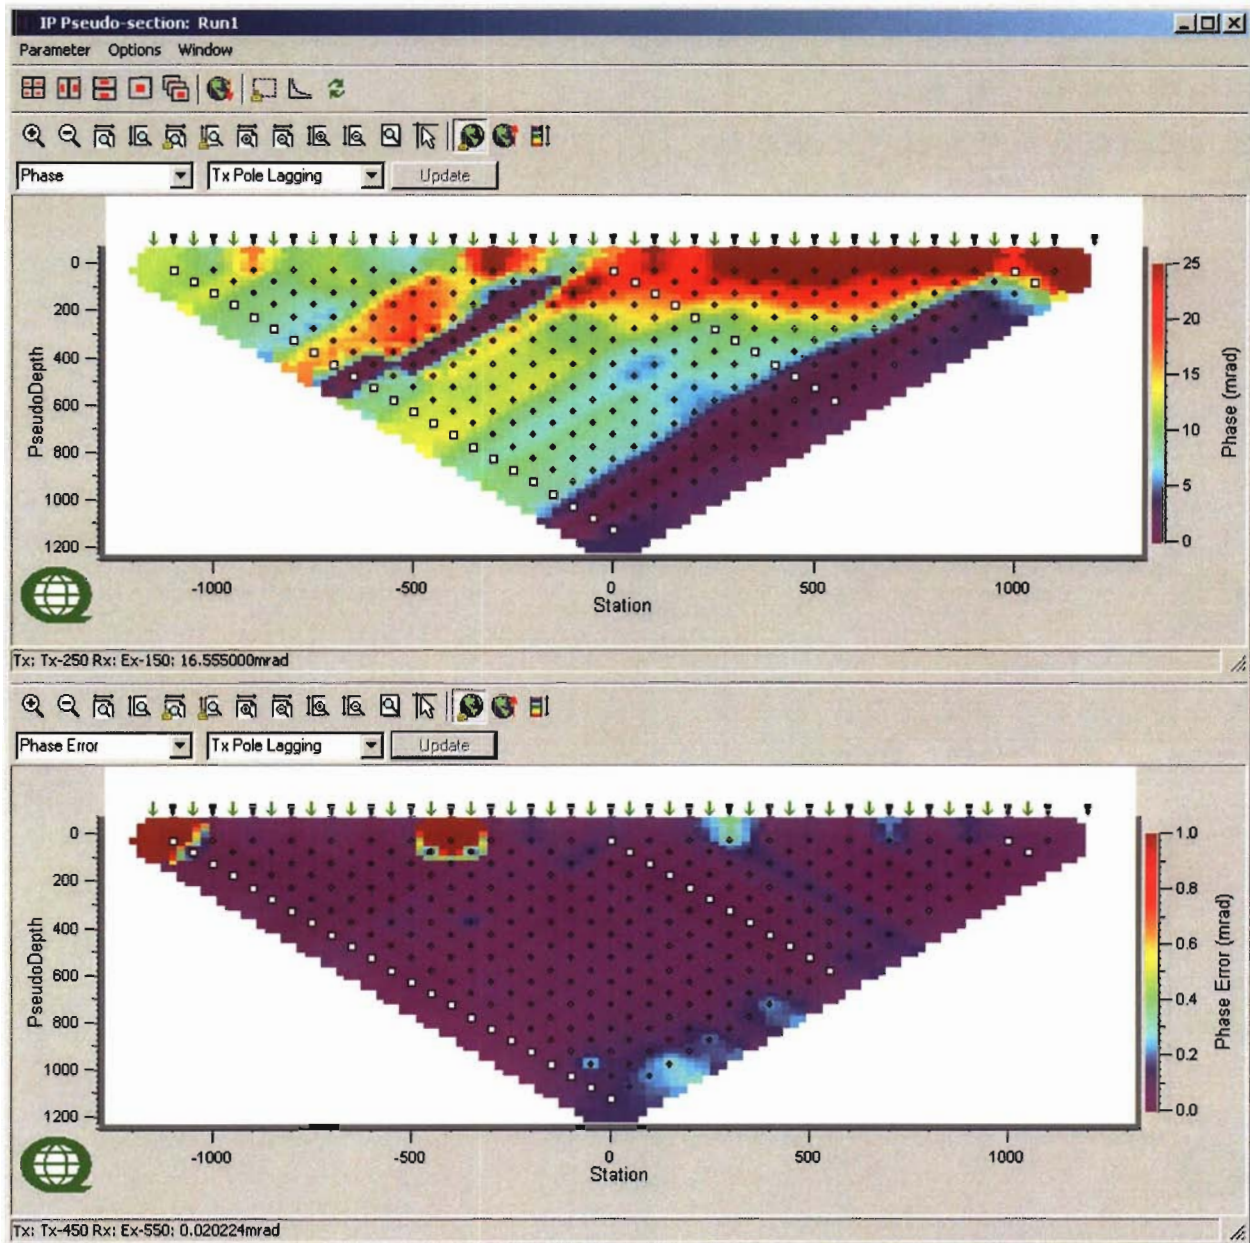 IP Pseudo-section: Run1
Parameter Options Window
Phase Tx Pole Lagging Update
0
200
400
600
800
1000
1200
PseudoDepth
-1000 -500 0 500 1000
Station
25
20
15
10
5
0
Phase (mrad)
Tx: Tx-250 Rx: Ex-150: 16.555000mrad
Phase Error Tx Pole Lagging Update
0
200
400
600
800
1000
1200
PseudoDepth
-1000 -500 0 500 1000
Station
1.0
0.8
0.6
0.4
0.2
0.0
Phase Error (mrad)
Tx: Tx-450 Rx: Ex-550: 0.020224mrad